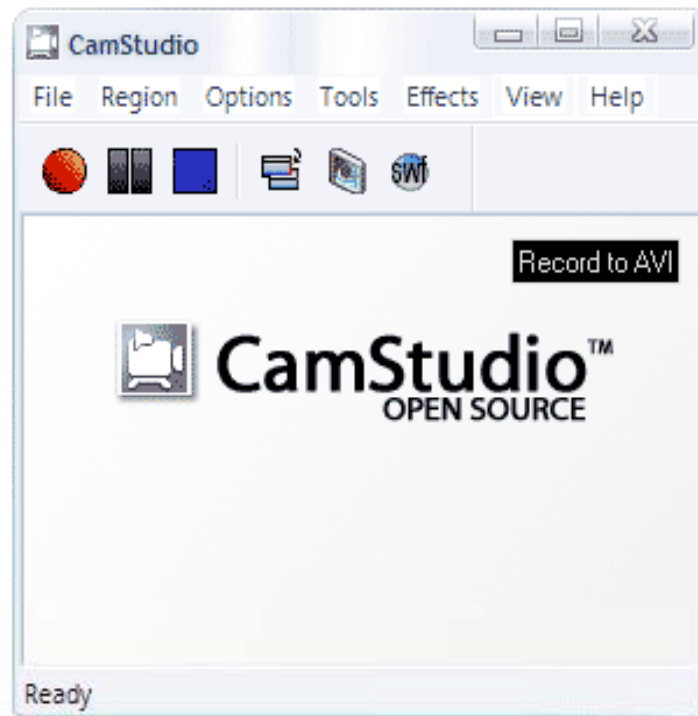 CamStudio
File Region Options Tools Effects View Help
swf
Record to AVI
CamStudio™
OPEN SOURCE
Ready